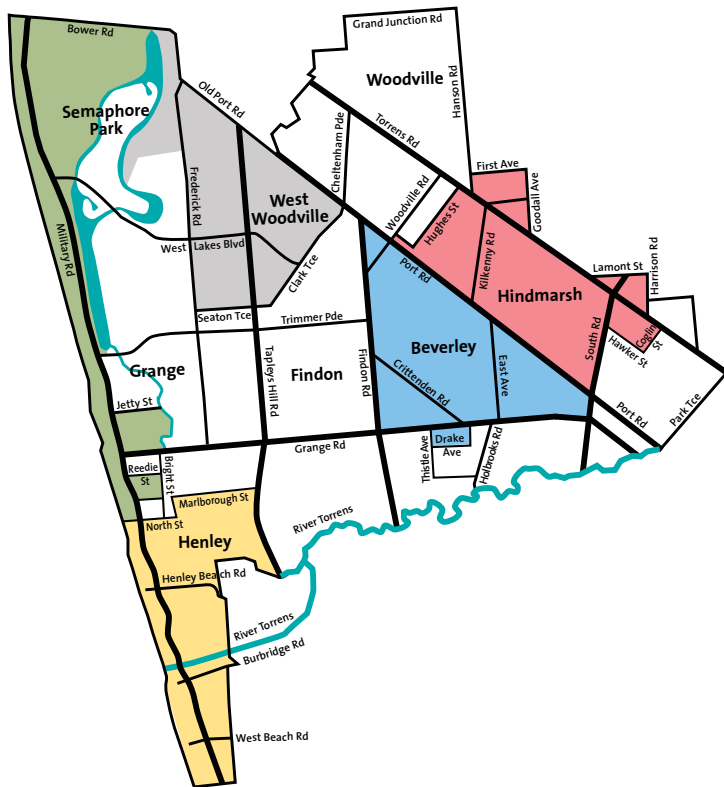 Grand Junction Rd
Bower Rd
Woodville
Hanson Rd
Old Port Rd
Semaphore
Park
Torrens Rd
Cheltenham Pde
First Ave
Goodall Ave
Frederick Rd
West
Woodville
Woodville Rd
Hughes St
Military Rd
West
Lakes Blvd
Clark Tce
Port Rd
Kilkenny Rd
Hindmarsh
Lamont St
Harrison Rd
Seaton Tce
Trimmer Pde
South Rd
Coglin
St
Hawker St
Grange
Tapleys Hill Rd
Findon
Findon Rd
Beverley
Crittenden Rd
East Ave
Jetty St
Port Rd
Park Tce
Grange Rd
Thistle Ave
Drake
Ave
Holbrooks Rd
Reedie
St
Bright St
Marlborough St
North St
River Torrens
Henley
Henley Beach Rd
River Torrens
Burbridge Rd
West Beach Rd